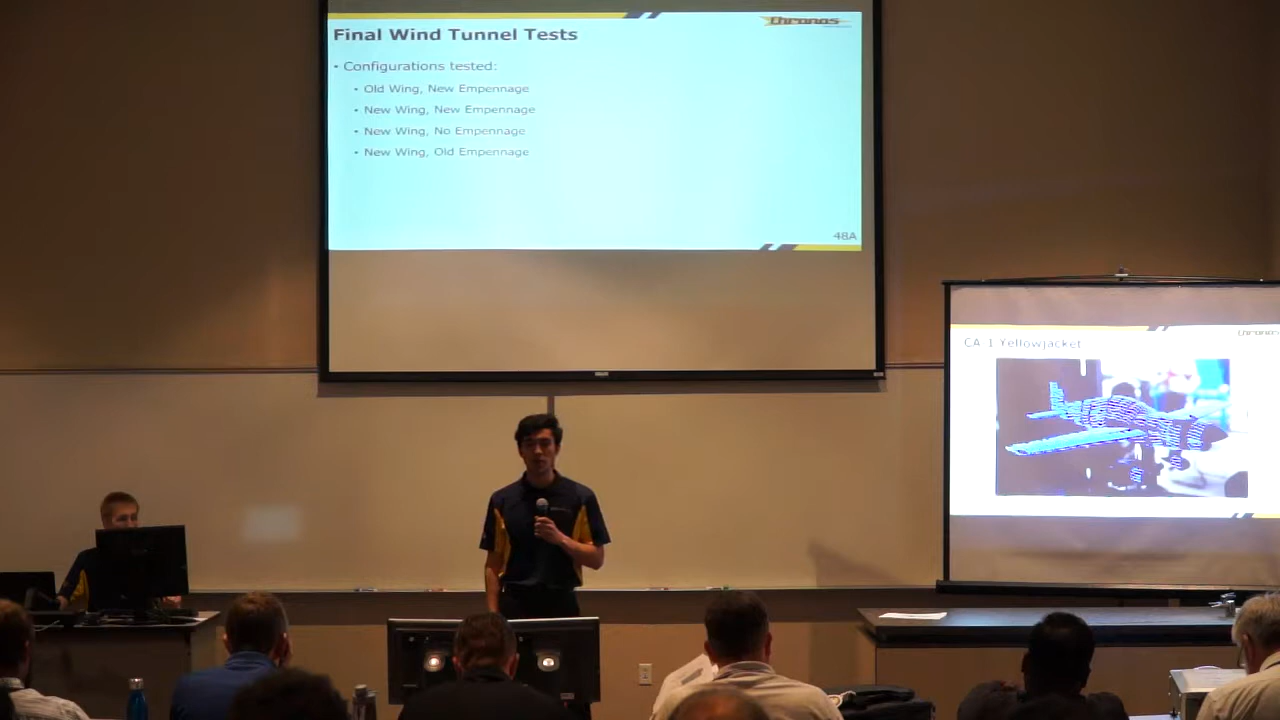 Chronos
Final Wind Tunnel Tests
• Configurations tested:
• Old Wing, New Empennage
• New Wing, New Empennage
• New Wing, No Empennage
• New Wing, Old Empennage
48A
Chronos
CA 1 Yellowjacket